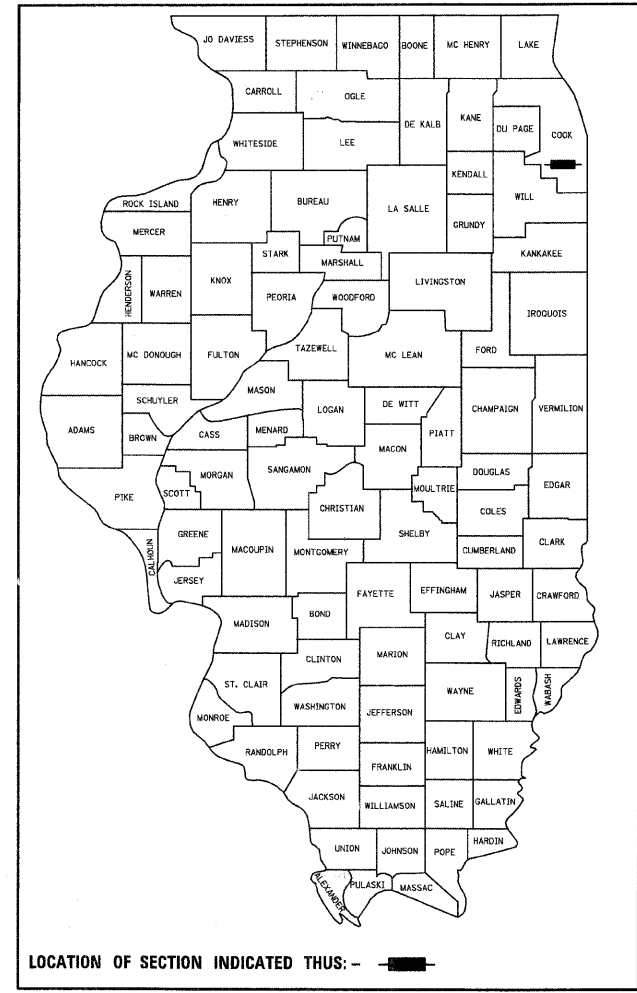 JO DAVIESS
STEPHENSON
WINNEBAGO
BOONE
MC HENRY
LAKE
CARROLL
OGLE
DE KALB
KANE
DU PAGE
COOK
WHITESIDE
LEE
KENDALL
WILL
ROCK ISLAND
HENRY
BUREAU
LA SALLE
GRUNDY
MERCER
PUTNAM
KANKAKEE
STARK
MARSHALL
HENDERSON
WARREN
KNOX
PEORIA
WOODFORD
LIVINGSTON
IROQUOIS
HANCOCK
MC DONOUGH
FULTON
TAZEWELL
MC LEAN
FORD
SCHUYLER
MASON
LOGAN
DE WITT
CHAMPAIGN
VERMILION
ADAMS
BROWN
CASS
MENARD
MACON
PIATT
PIKE
SCOTT
MORGAN
SANGAMON
CHRISTIAN
MOULTRIE
DOUGLAS
EDGAR
COLES
CALHOUN
GREENE
JERSEY
MACOUPIN
MONTGOMERY
SHELBY
CUMBERLAND
CLARK
MADISON
BOND
FAYETTE
EFFINGHAM
JASPER
CRAWFORD
CLINTON
MARION
CLAY
RICHLAND
LAWRENCE
ST. CLAIR
WASHINGTON
JEFFERSON
WAYNE
EDWARDS
WABASH
MONROE
RANDOLPH
PERRY
FRANKLIN
HAMILTON
WHITE
JACKSON
WILLIAMSON
SALINE
GALLATIN
UNION
JOHNSON
POPE
HARDIN
ALEXANDER
PULASKI
MASSAC
LOCATION OF SECTION INDICATED THUS: -